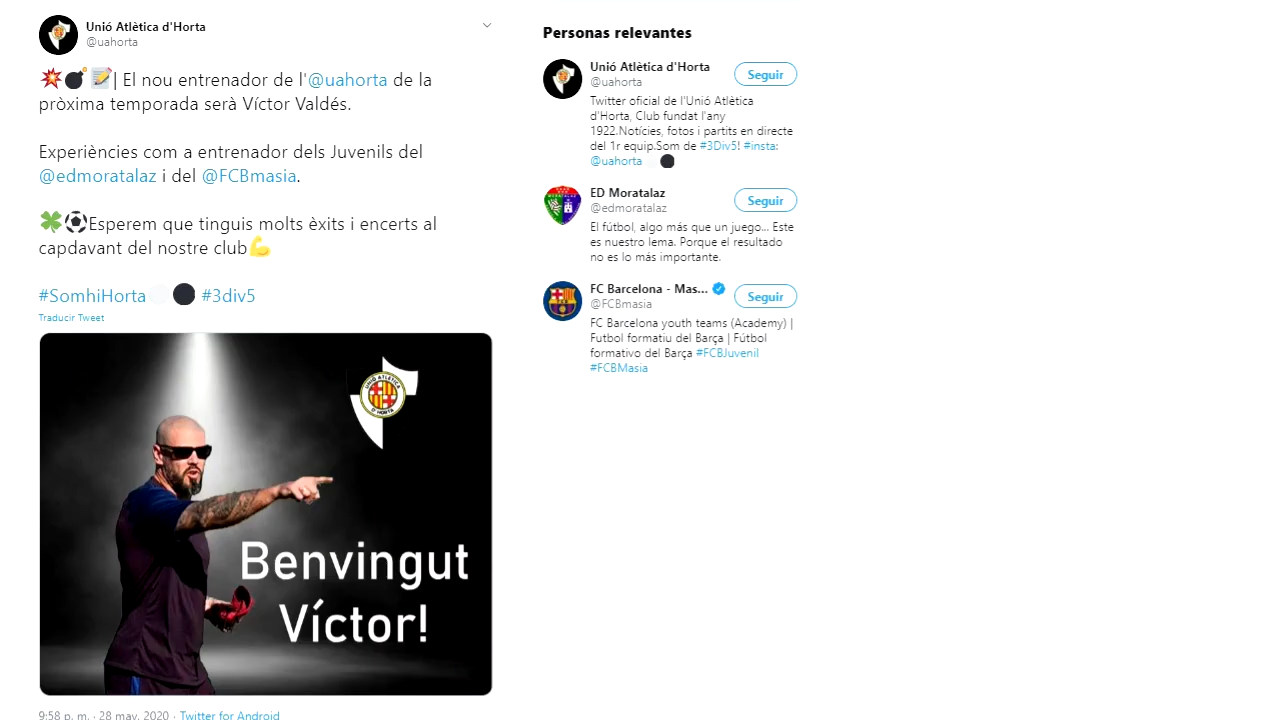 Unió Atlètica d'Horta
@uahorta
| El nou entrenador de l'@uahorta de la
pròxima temporada serà Víctor Valdés.
Experiències com a entrenador dels Juvenils del
@edmoratalaz i del @FCBmasia.
Esperem que tinguis molts èxits i encerts al
capdavant del nostre club
#SomhiHorta #3div5
Traducir Tweet
UNIÓ ATLÈTICA
D'HORTA
Benvingut
Víctor!
9:58 p. m. · 28 may. 2020 · Twitter for Android
Personas relevantes
Unió Atlètica d'Horta
@uahorta
Seguir
Twitter oficial de l'Unió Atlètica
d'Horta, Club fundat l'any
1922.Notícies, fotos i partits en directe
del 1r equip.Som de #3Div5! #insta:
@uahorta
ED Moratalaz
@edmoratalaz
Seguir
El fútbol, algo más que un juego... Este
es nuestro lema. Porque el resultado
no es lo más importante.
FC Barcelona - Mas...
@FCBmasia
Seguir
FC Barcelona youth teams (Academy) |
Futbol formatiu del Barça | Fútbol
formativo del Barça #FCBJuvenil
#FCBMasia